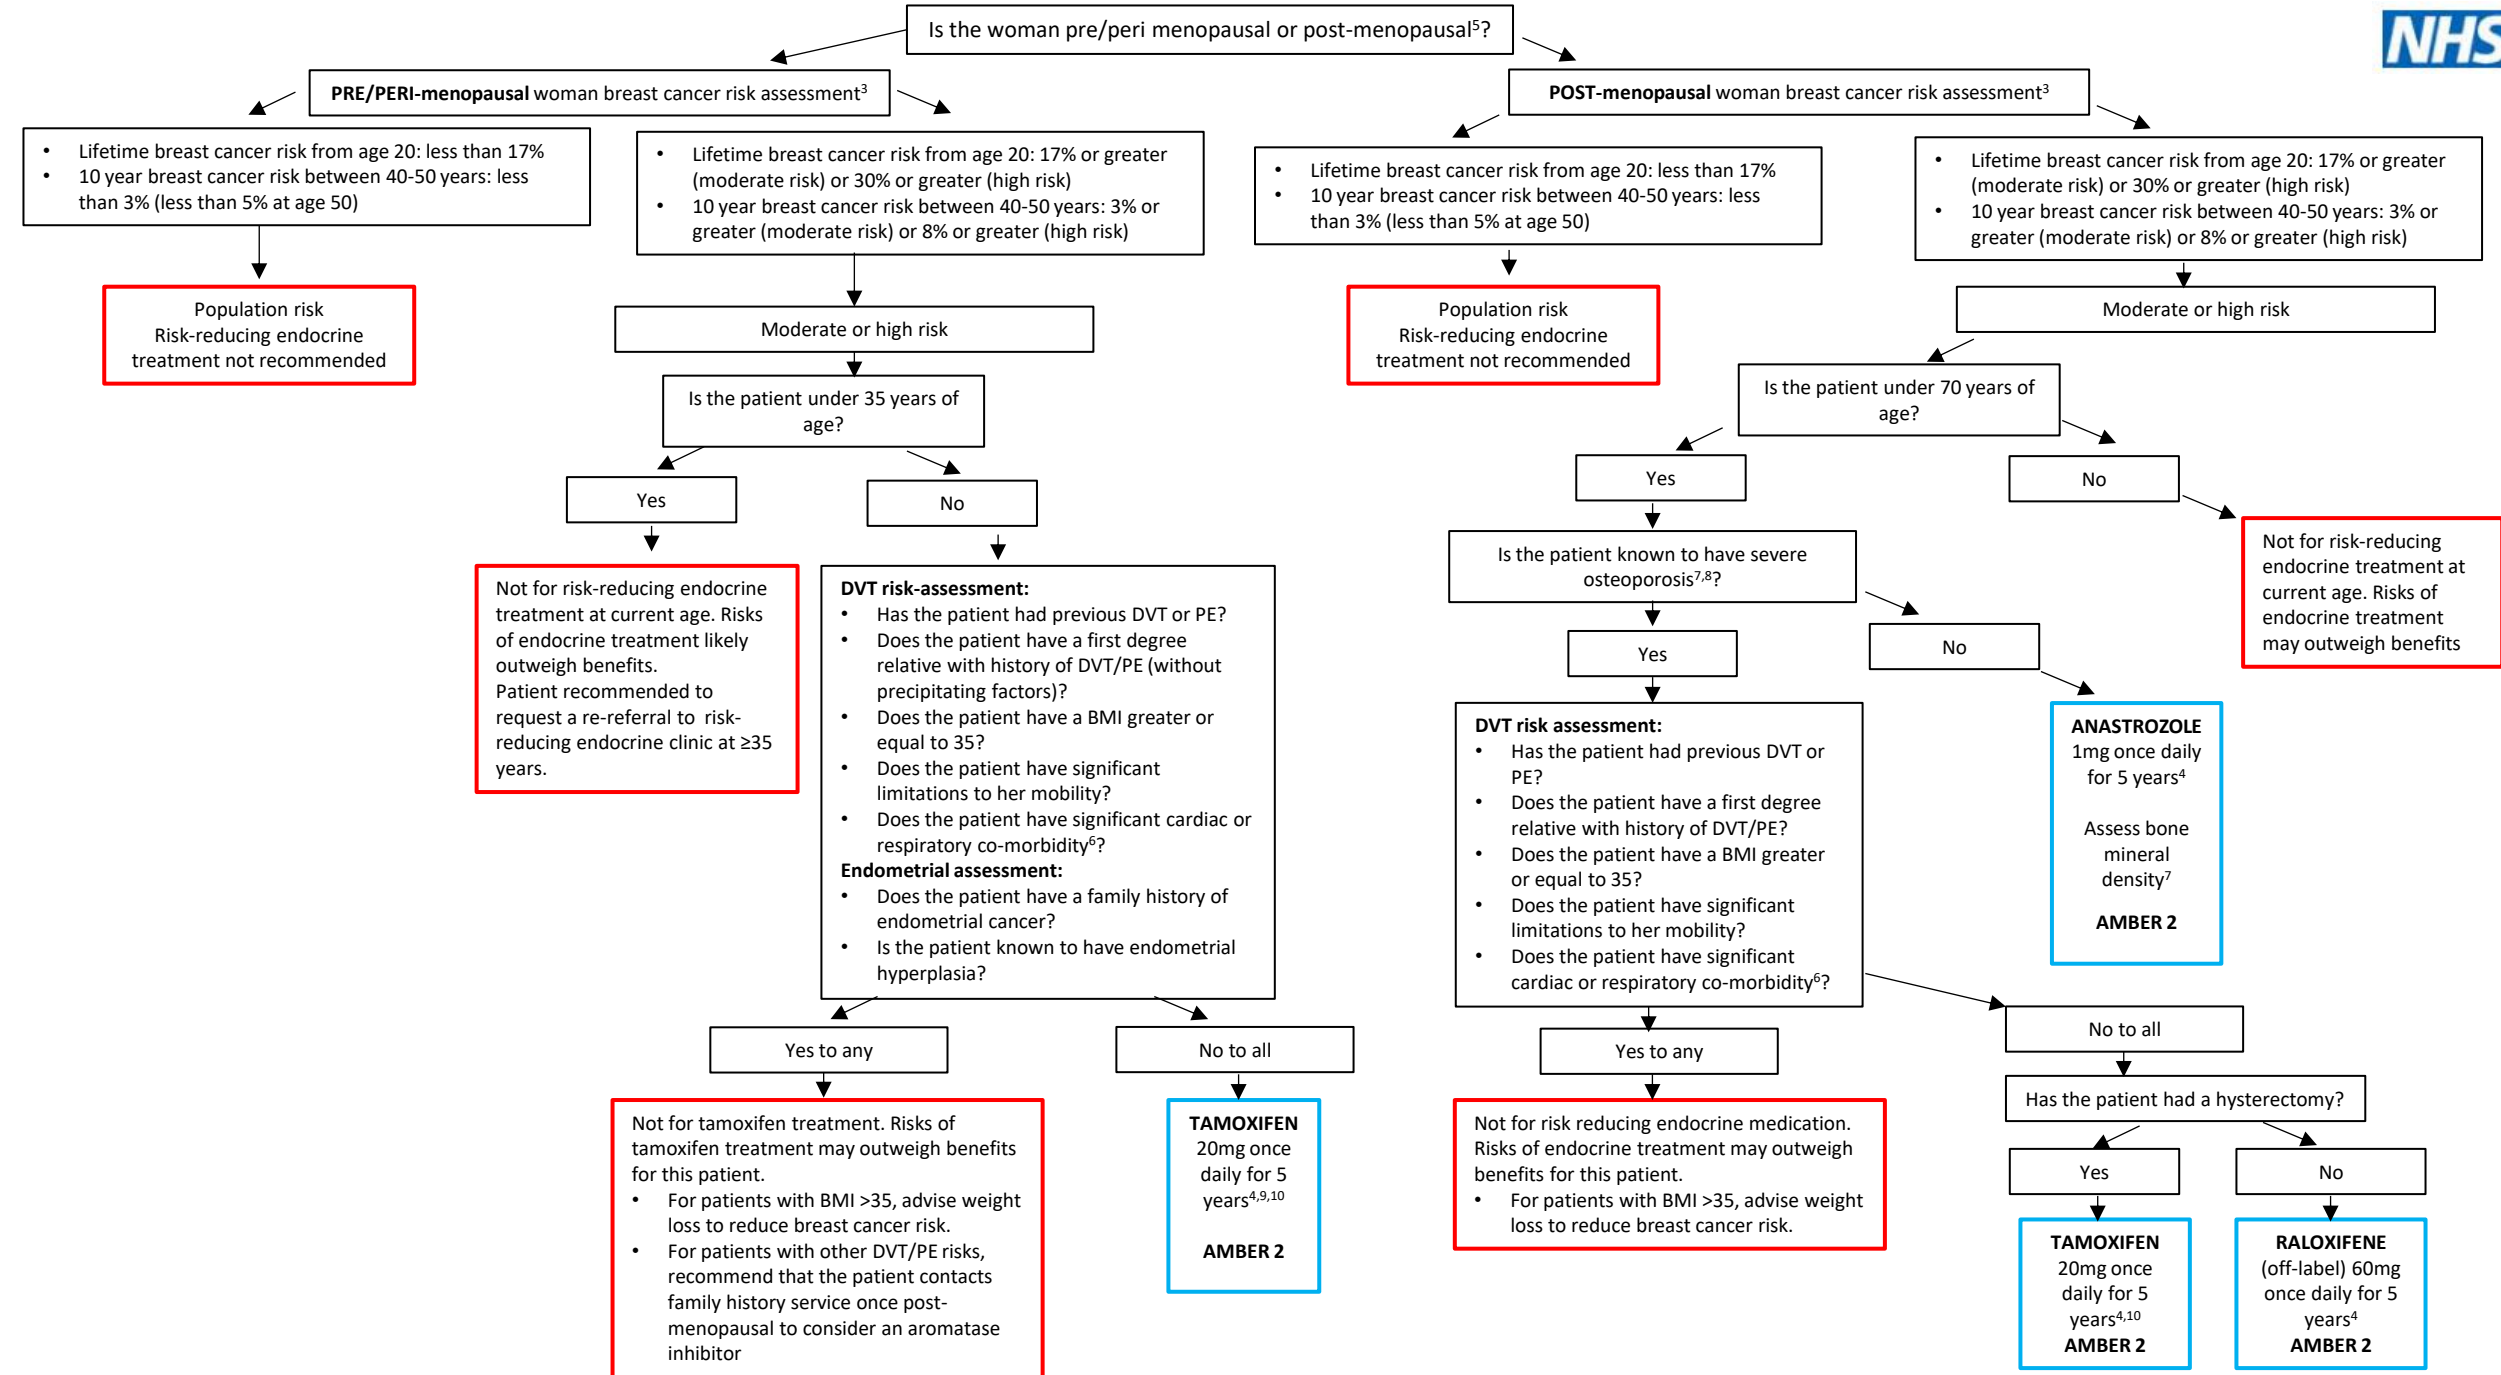 Is the woman pre/peri menopausal or post-menopausal⁵?
NHS
PRE/PERI-menopausal woman breast cancer risk assessment³
• Lifetime breast cancer risk from age 20: less than 17%
• 10 year breast cancer risk between 40-50 years: less
than 3% (less than 5% at age 50)
Population risk
Risk-reducing endocrine
treatment not recommended
• Lifetime breast cancer risk from age 20: 17% or greater
(moderate risk) or 30% or greater (high risk)
• 10 year breast cancer risk between 40-50 years: 3% or
greater (moderate risk) or 8% or greater (high risk)
Moderate or high risk
Is the patient under 35 years of
age?
Yes
No
Not for risk-reducing endocrine
treatment at current age. Risks
of endocrine treatment likely
outweigh benefits.
Patient recommended to
request a re-referral to risk-
reducing endocrine clinic at ≥35
years.
DVT risk-assessment:
• Has the patient had previous DVT or PE?
• Does the patient have a first degree
relative with history of DVT/PE (without
precipitating factors)?
• Does the patient have a BMI greater or
equal to 35?
• Does the patient have significant
limitations to her mobility?
• Does the patient have significant cardiac or
respiratory co-morbidity⁶?
Endometrial assessment:
• Does the patient have a family history of
endometrial cancer?
• Is the patient known to have endometrial
hyperplasia?
Yes to any
No to all
Not for tamoxifen treatment. Risks of
tamoxifen treatment may outweigh benefits
for this patient.
• For patients with BMI >35, advise weight
loss to reduce breast cancer risk.
• For patients with other DVT/PE risks,
recommend that the patient contacts
family history service once post-
menopausal to consider an aromatase
inhibitor
TAMOXIFEN
20mg once
daily for 5
years⁴,⁹,¹⁰
AMBER 2
POST-menopausal woman breast cancer risk assessment³
• Lifetime breast cancer risk from age 20: less than 17%
• 10 year breast cancer risk between 40-50 years: less
than 3% (less than 5% at age 50)
Population risk
Risk-reducing endocrine
treatment not recommended
• Lifetime breast cancer risk from age 20: 17% or greater
(moderate risk) or 30% or greater (high risk)
• 10 year breast cancer risk between 40-50 years: 3% or
greater (moderate risk) or 8% or greater (high risk)
Moderate or high risk
Is the patient under 70 years of
age?
Yes
No
Not for risk-reducing
endocrine treatment at
current age. Risks of
endocrine treatment
may outweigh benefits
Is the patient known to have severe
osteoporosis⁷,⁸?
Yes
No
ANASTROZOLE
1mg once daily
for 5 years⁴
Assess bone
mineral
density⁷
AMBER 2
DVT risk assessment:
• Has the patient had previous DVT or
PE?
• Does the patient have a first degree
relative with history of DVT/PE?
• Does the patient have a BMI greater
or equal to 35?
• Does the patient have significant
limitations to her mobility?
• Does the patient have significant
cardiac or respiratory co-morbidity⁶?
Yes to any
No to all
Not for risk reducing endocrine medication.
Risks of endocrine treatment may outweigh
benefits for this patient.
• For patients with BMI >35, advise weight
loss to reduce breast cancer risk.
Has the patient had a hysterectomy?
Yes
No
TAMOXIFEN
20mg once
daily for 5
years⁴,¹⁰
AMBER 2
RALOXIFENE
(off-label) 60mg
once daily for 5
years⁴
AMBER 2